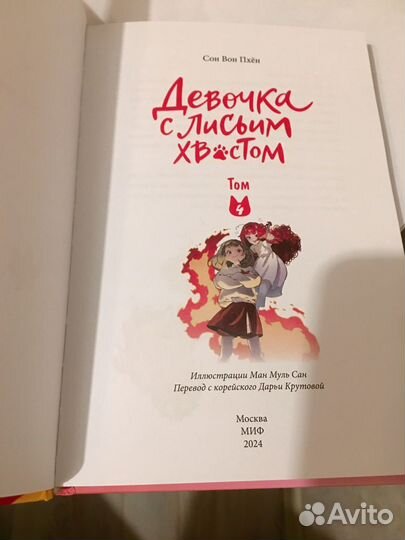 Сон Вон Пхён
Девочка
с лисьим
хвостом
Том
4
Иллюстрации Ман Муль Сан
Перевод с корейского Дарьи Крутовой
Москва
МИФ
2024
Avito